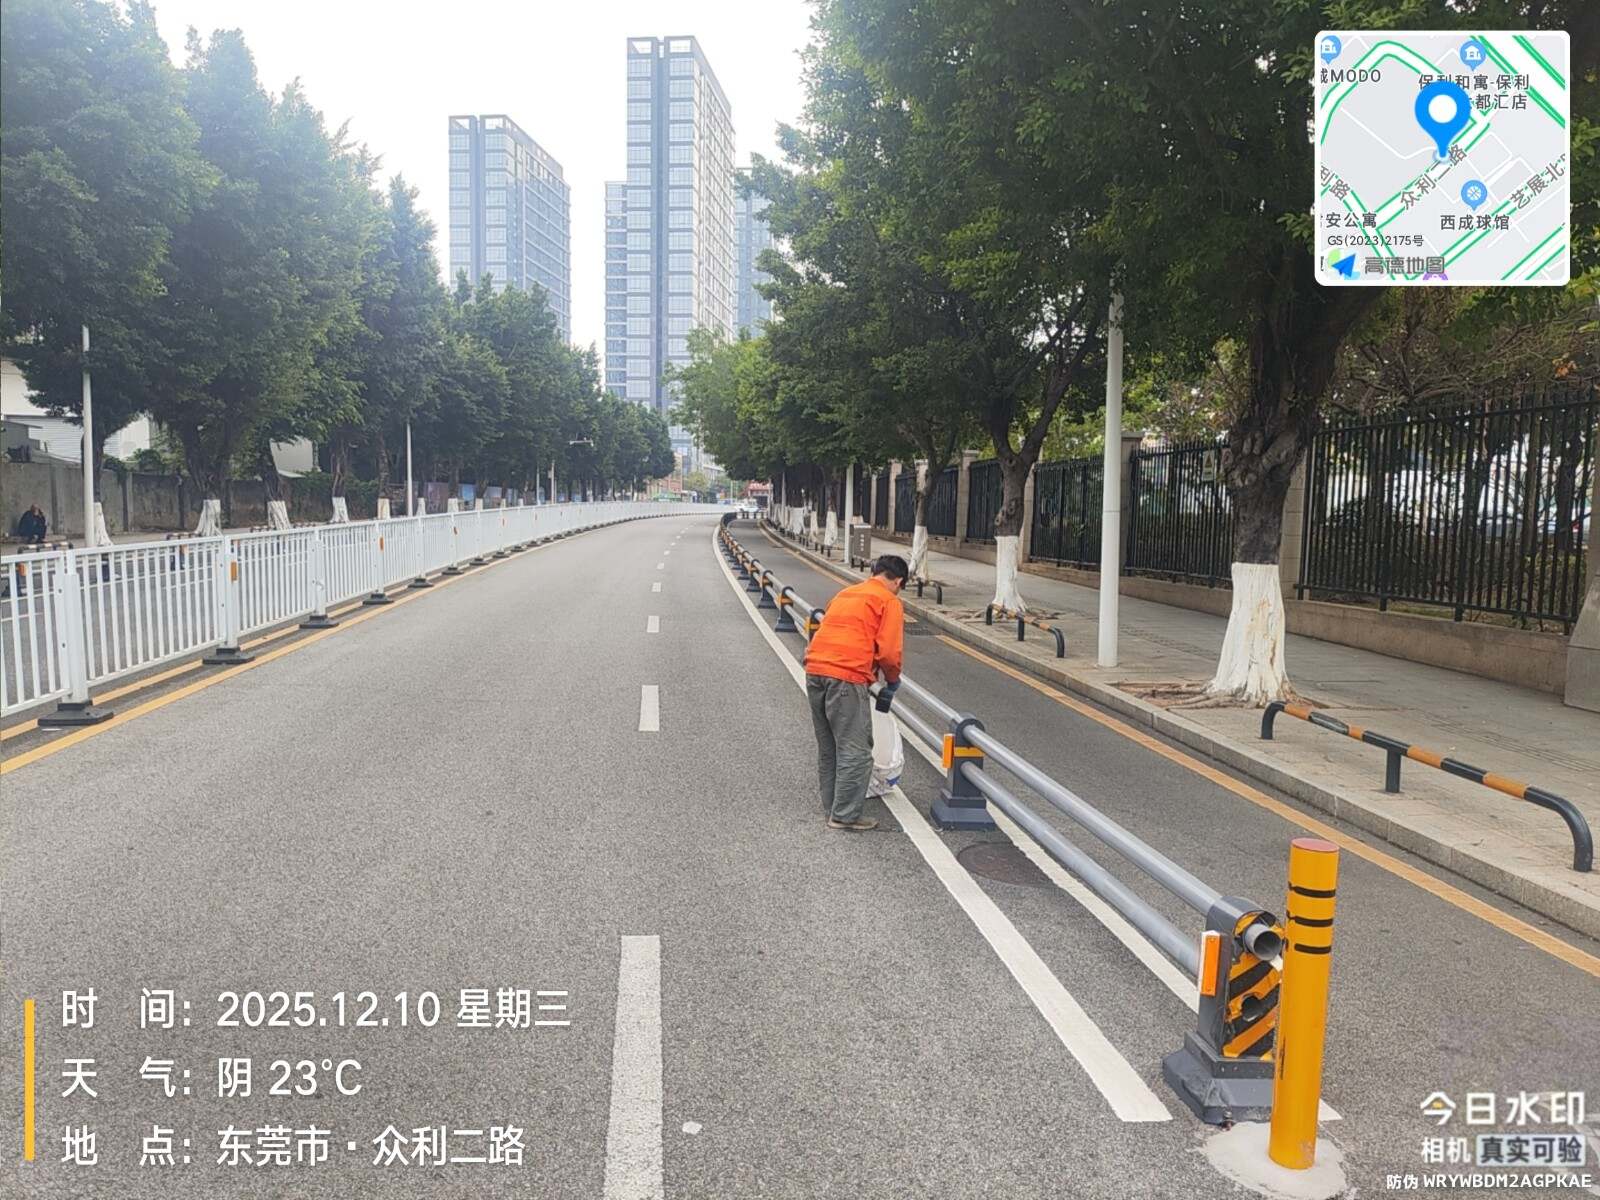 城MODO
保利和寓-保利
都汇店
众利二路
利路
艺展北
安公寓
西成球馆
GS(2023)2175号
高德地图
时 间: 2025.12.10 星期三
天 气: 阴 23℃
地 点: 东莞市·众利二路
今日水印
相机 真实可验
防伪 WRYWBDM2AGPKAE